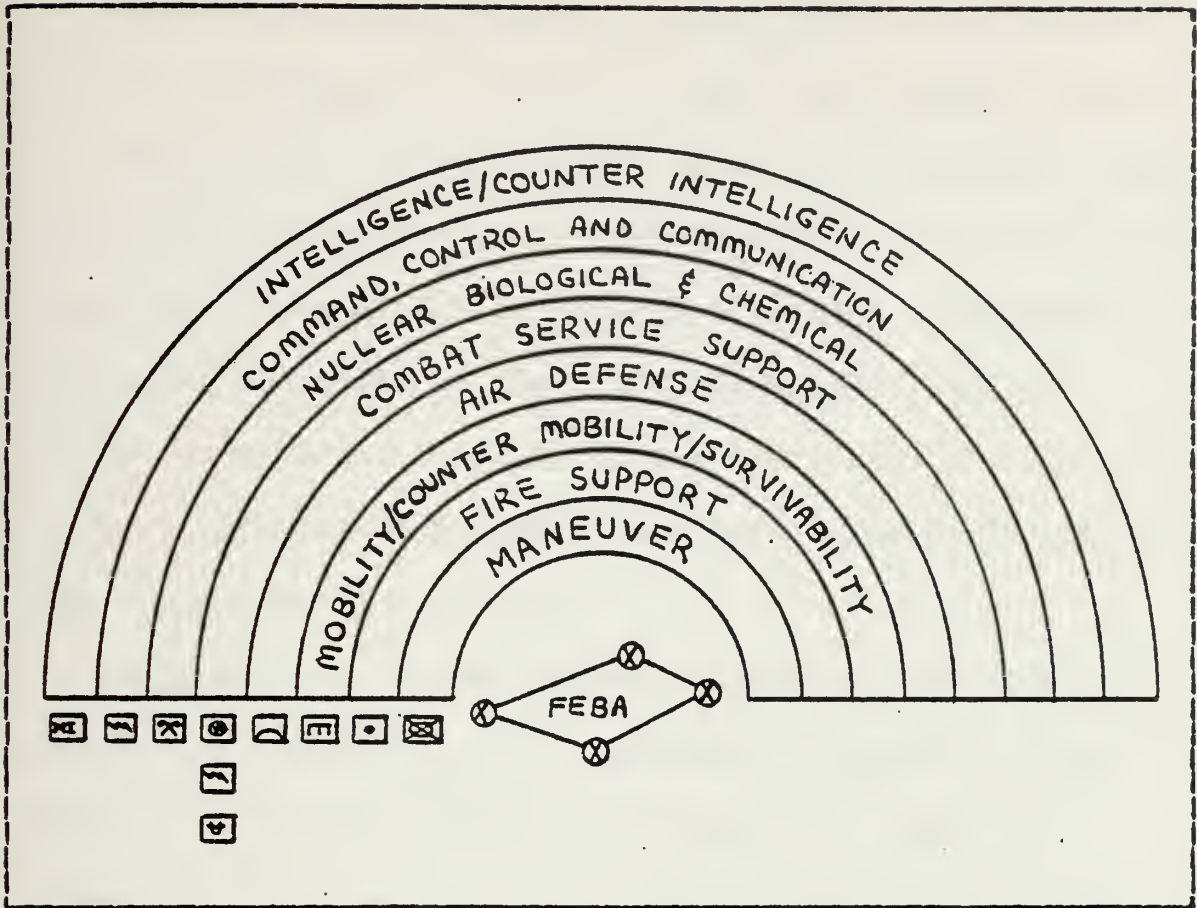 INTELLIGENCE/COUNTER INTELLIGENCE
COMMAND, CONTROL AND COMMUNICATION
NUCLEAR BIOLOGICAL & CHEMICAL
COMBAT SERVICE SUPPORT
AIR DEFENSE
MOBILITY/COUNTER MOBILITY/SURVIVABILITY
FIRE SUPPORT
MANEUVER
FEBA